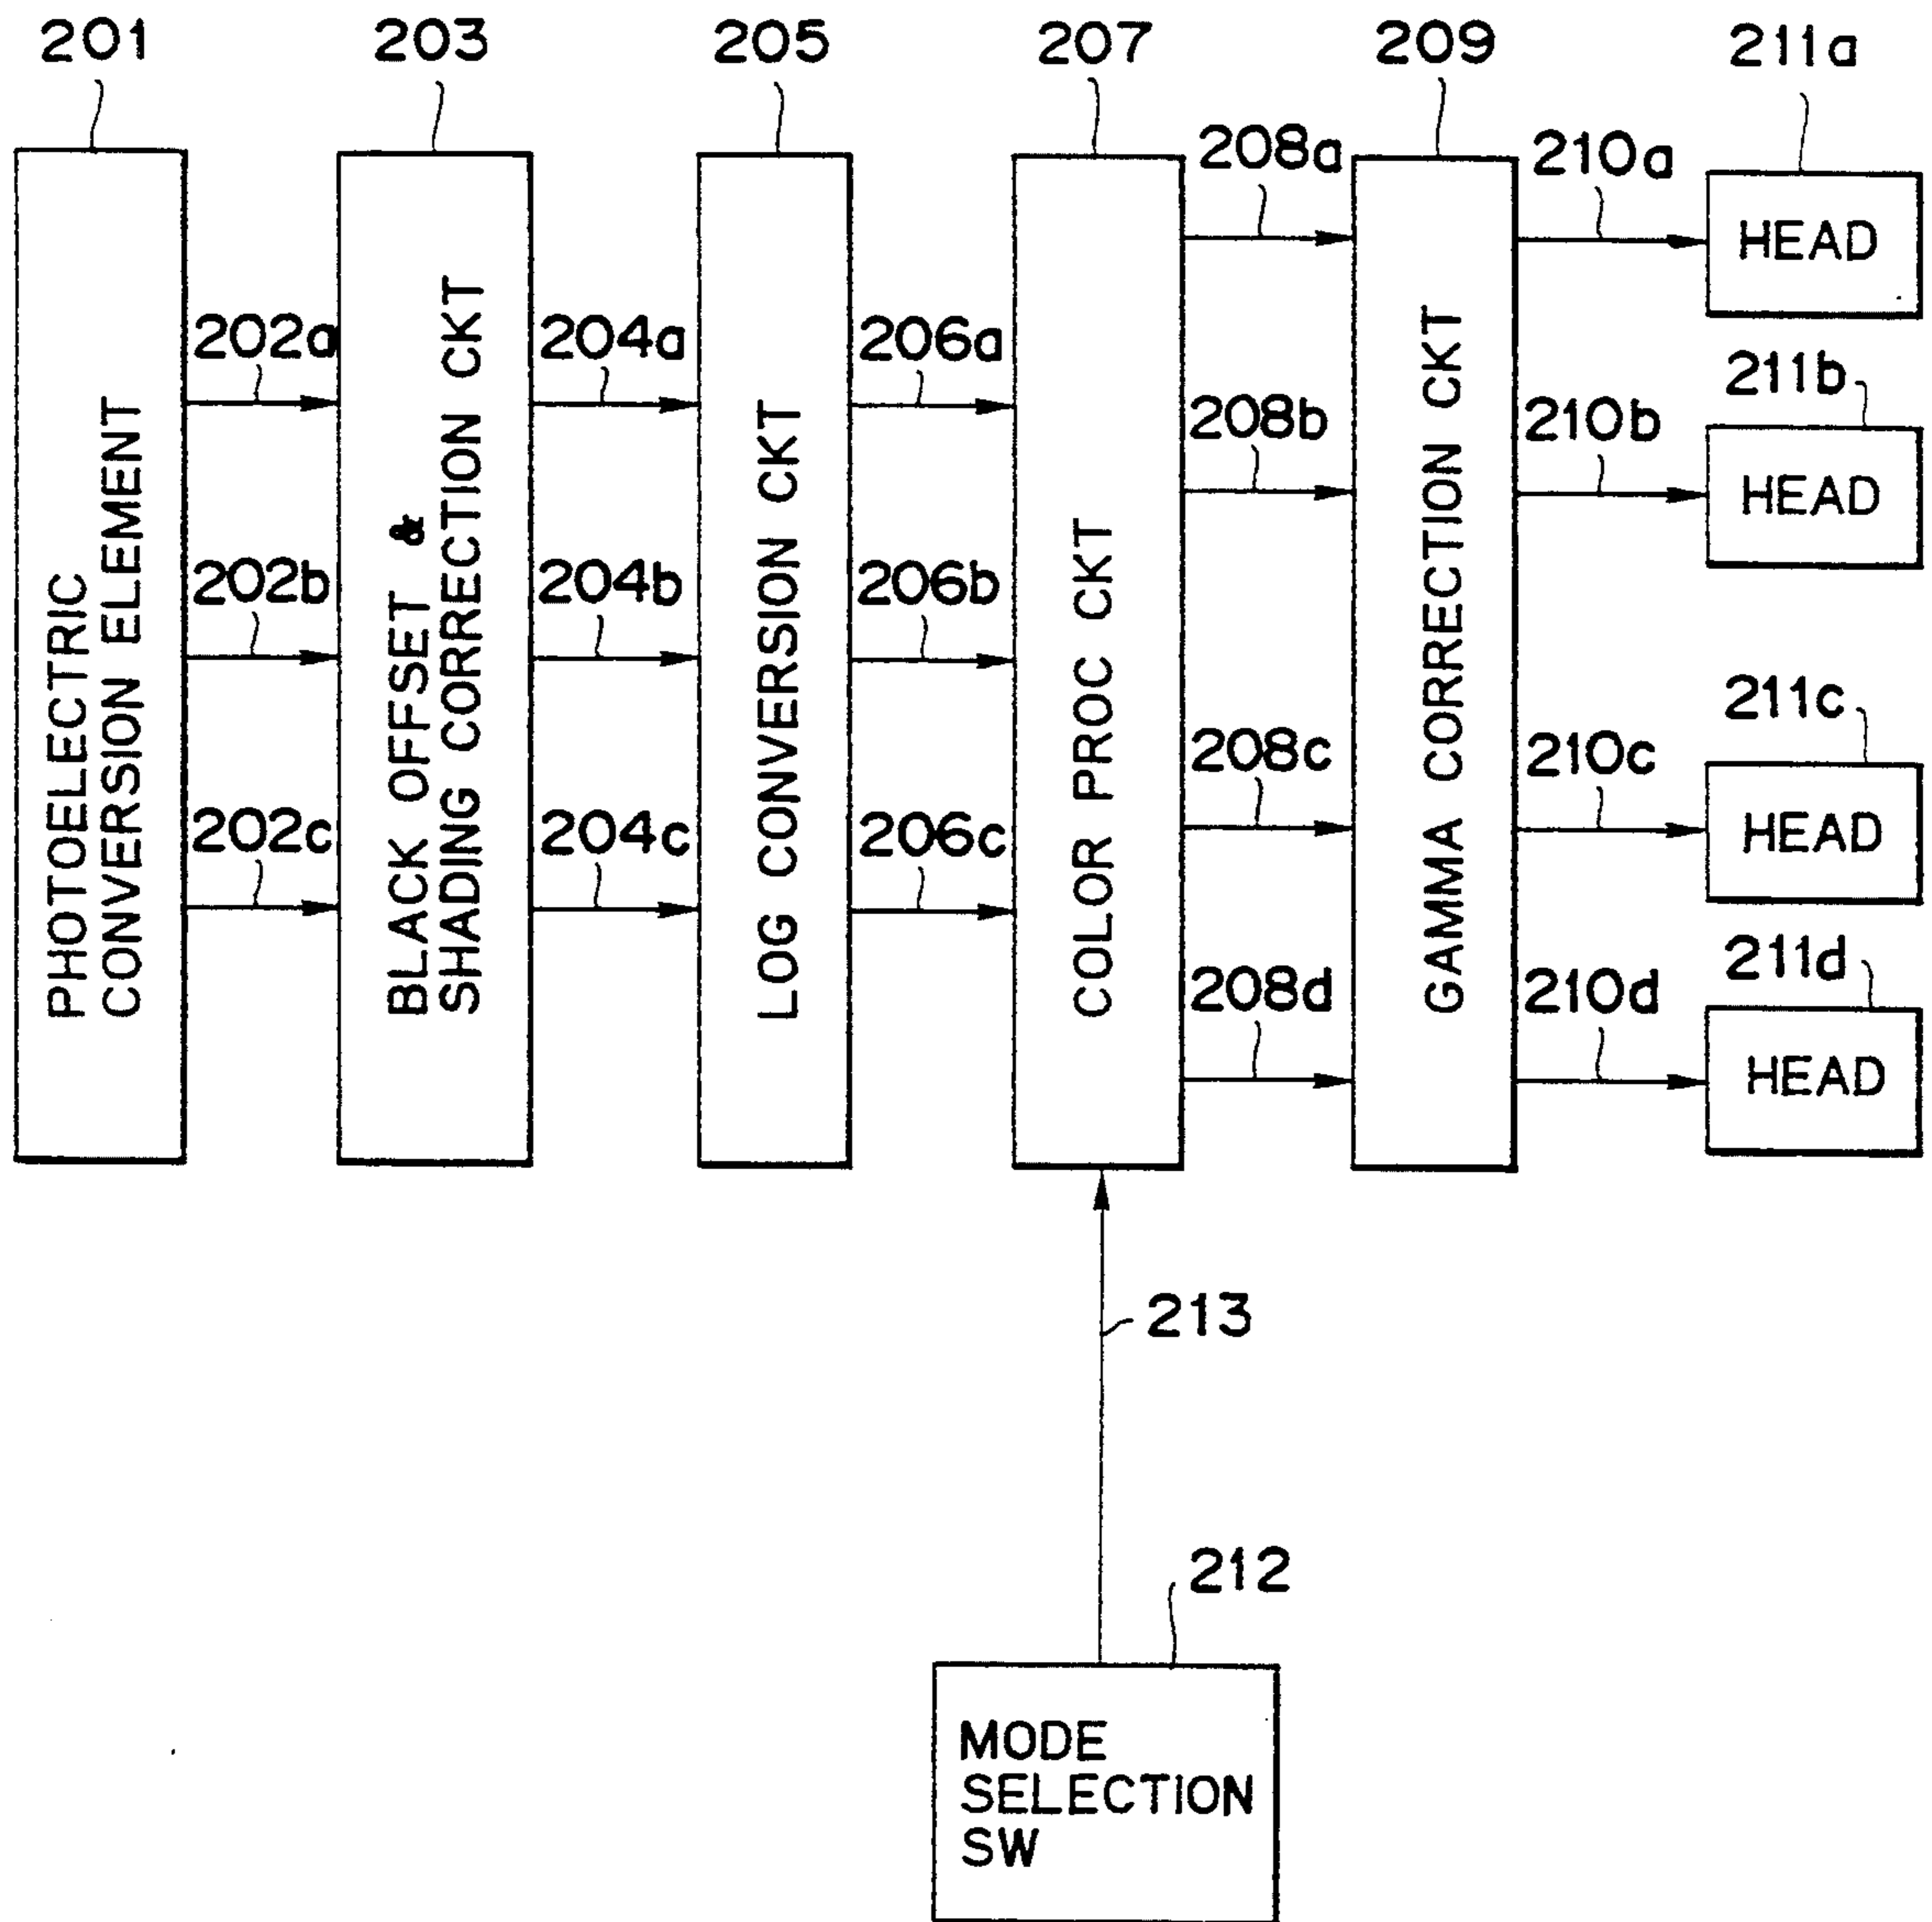 201
203
205
207
209
211a
208a
210a
HEAD
202a
204a
206a
211b
208b
210b
HEAD
202b
204b
206b
211c
208c
210c
HEAD
202c
204c
206c
211d
208d
210d
HEAD
PHOTOELECTRIC
CONVERSION ELEMENT
BLACK OFFSET &
SHADING CORRECTION CKT
LOG CONVERSION CKT
COLOR PROC CKT
GAMMA CORRECTION CKT
213
212
MODE
SELECTION
SW